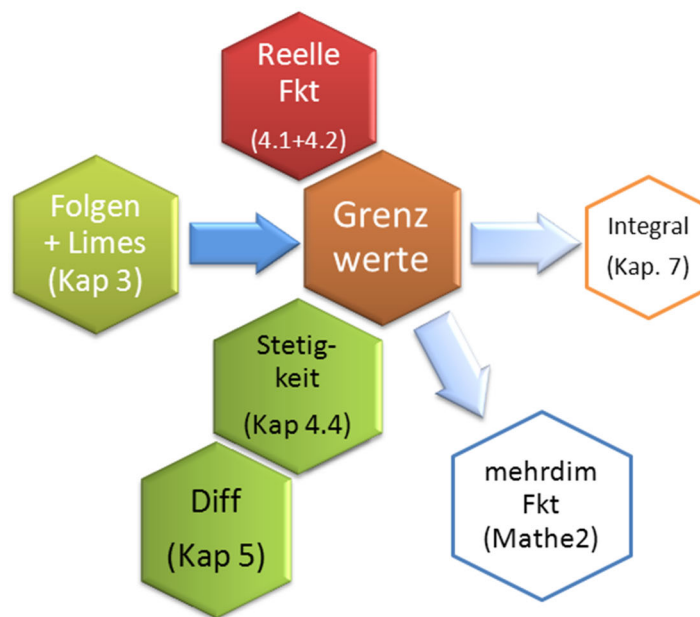 Reelle
Fkt
(4.1+4.2)
Folgen
+ Limes
(Kap 3)
Grenz
werte
Integral
(Kap. 7)
Stetig-
keit
(Kap 4.4)
Diff
(Kap 5)
mehrdim
Fkt
(Mathe2)